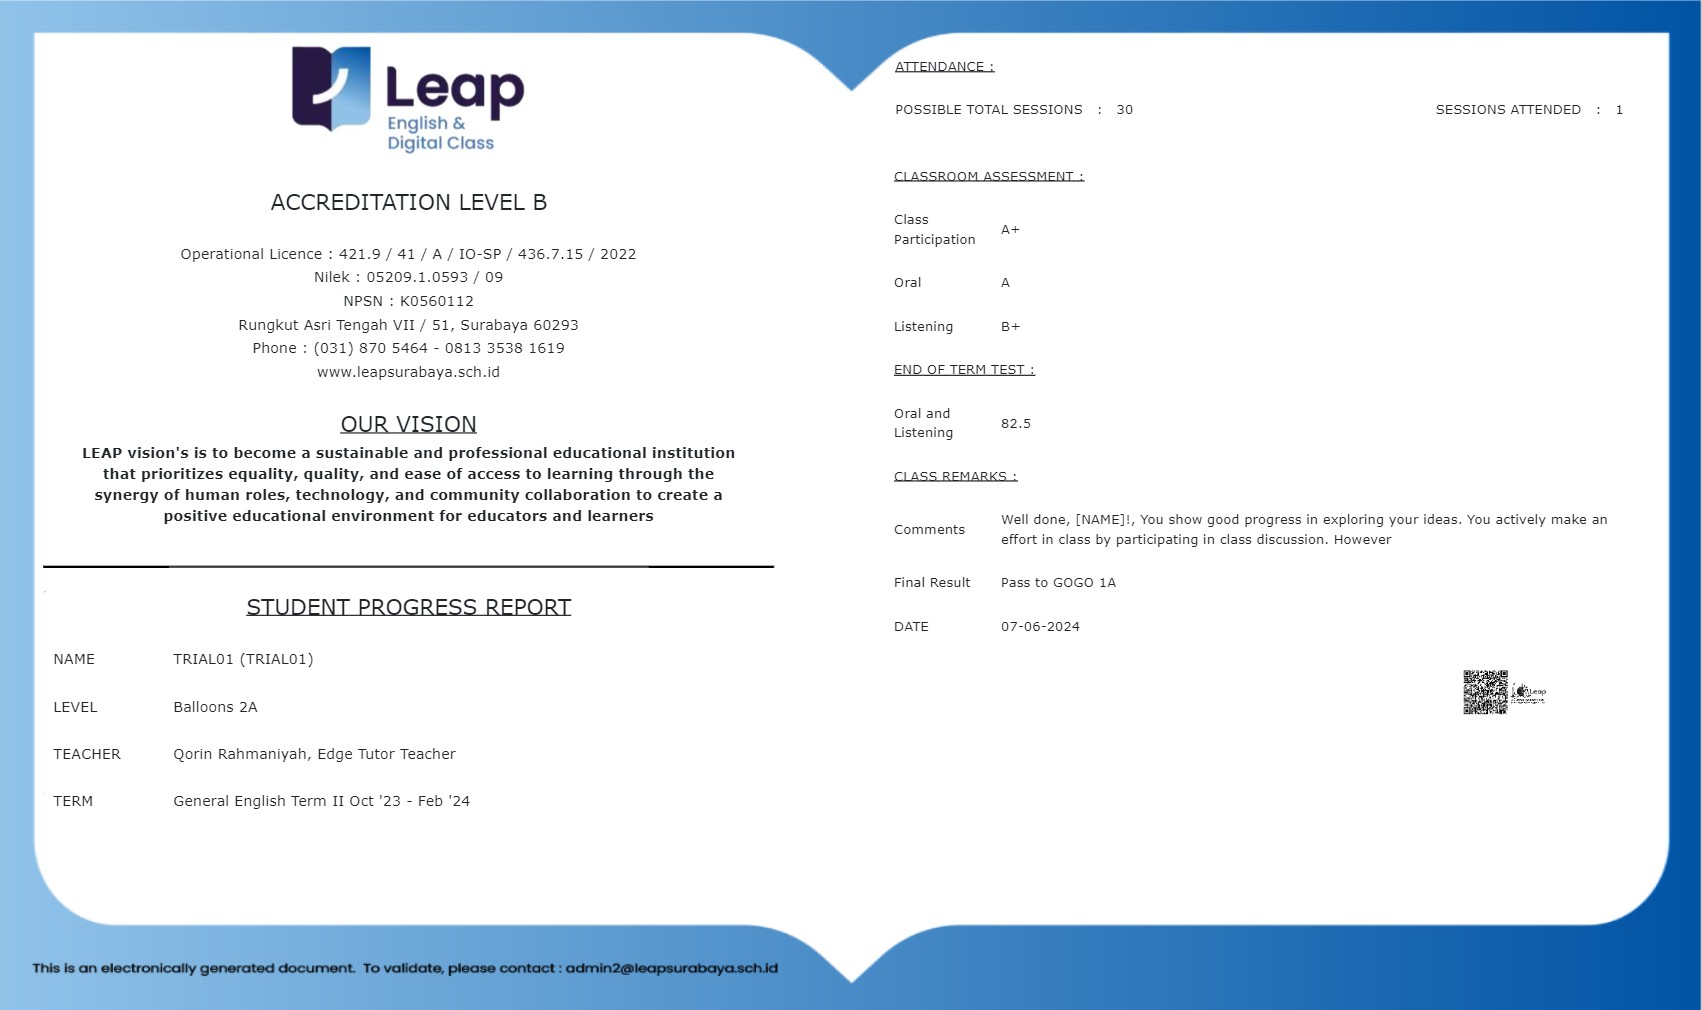 Leap
English &
Digital Class
ACCREDITATION LEVEL B
Operational Licence : 421.9 / 41 / A / IO-SP / 436.7.15 / 2022
Nilek : 05209.1.0593 / 09
NPSN : K0560112
Rungkut Asri Tengah VII / 51, Surabaya 60293
Phone : (031) 870 5464 - 0813 3538 1619
www.leapsurabaya.sch.id
OUR VISION
LEAP vision's is to become a sustainable and professional educational institution
that prioritizes equality, quality, and ease of access to learning through the
synergy of human roles, technology, and community collaboration to create a
positive educational environment for educators and learners
STUDENT PROGRESS REPORT
NAME TRIAL01 (TRIAL01)
LEVEL Balloons 2A
TEACHER Qorin Rahmaniyah, Edge Tutor Teacher
TERM General English Term II Oct '23 - Feb '24
ATTENDANCE :
POSSIBLE TOTAL SESSIONS : 30 SESSIONS ATTENDED : 1
CLASSROOM ASSESSMENT :
Class
Participation A+
Oral A
Listening B+
END OF TERM TEST :
Oral and
Listening 82.5
CLASS REMARKS :
Comments Well done, [NAME]!, You show good progress in exploring your ideas. You actively make an
effort in class by participating in class discussion. However
Final Result Pass to GOGO 1A
DATE 07-06-2024
Leap
This is an electronically generated document. To validate, please contact : admin2@leapsurabaya.sch.id